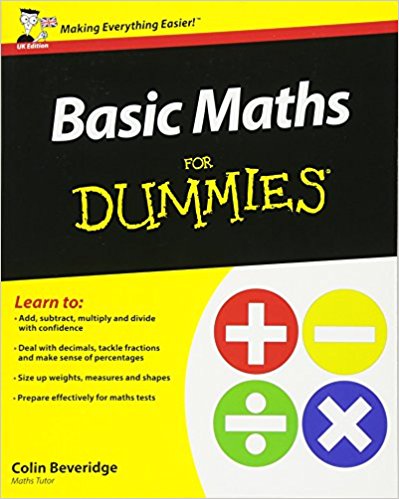 Making Everything Easier!™
UK Edition
Basic Maths
FOR
DUMMIES®
Learn to:
• Add, subtract, multiply and divide
with confidence
• Deal with decimals, tackle fractions
and make sense of percentages
• Size up weights, measures and shapes
• Prepare effectively for maths tests
+ −
÷ ×
Colin Beveridge
Maths Tutor